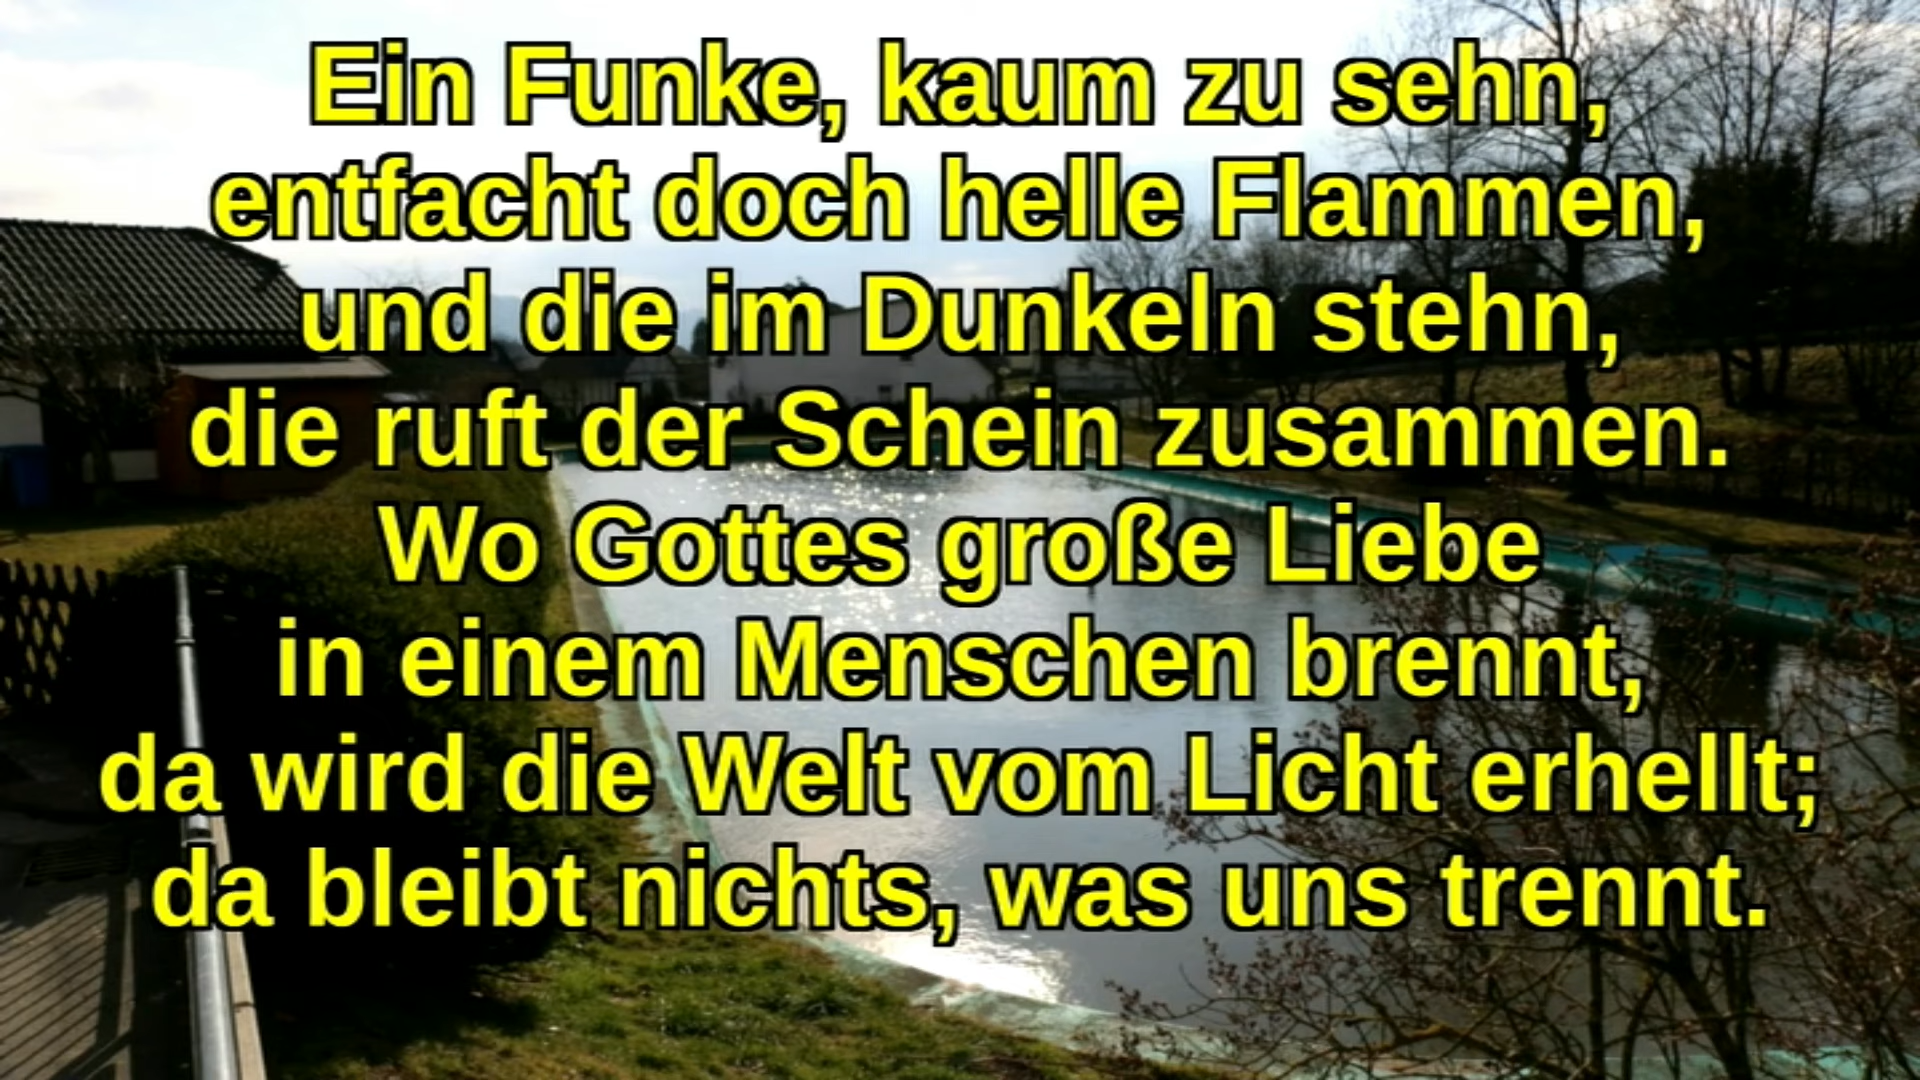 Ein Funke, kaum zu sehn,
entfacht doch helle Flammen,
und die im Dunkeln stehn,
die ruft der Schein zusammen.
Wo Gottes große Liebe
in einem Menschen brennt,
da wird die Welt vom Licht erhellt;
da bleibt nichts, was uns trennt.